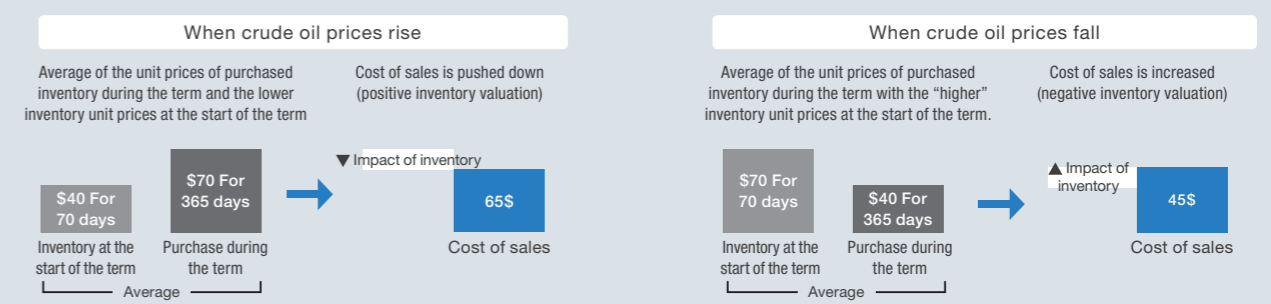 When crude oil prices rise
Average of the unit prices of purchased
inventory during the term and the lower
inventory unit prices at the start of the term
Cost of sales is pushed down
(positive inventory valuation)
▼ Impact of inventory
$40 For
70 days
$70 For
365 days
65$
Inventory at the
start of the term
Purchase during
the term
Cost of sales
Average
When crude oil prices fall
Average of the unit prices of purchased
inventory during the term with the “higher”
inventory unit prices at the start of the term.
Cost of sales is increased
(negative inventory valuation)
▲ Impact of
inventory
$70 For
70 days
$40 For
365 days
45$
Inventory at the
start of the term
Purchase during
the term
Cost of sales
Average